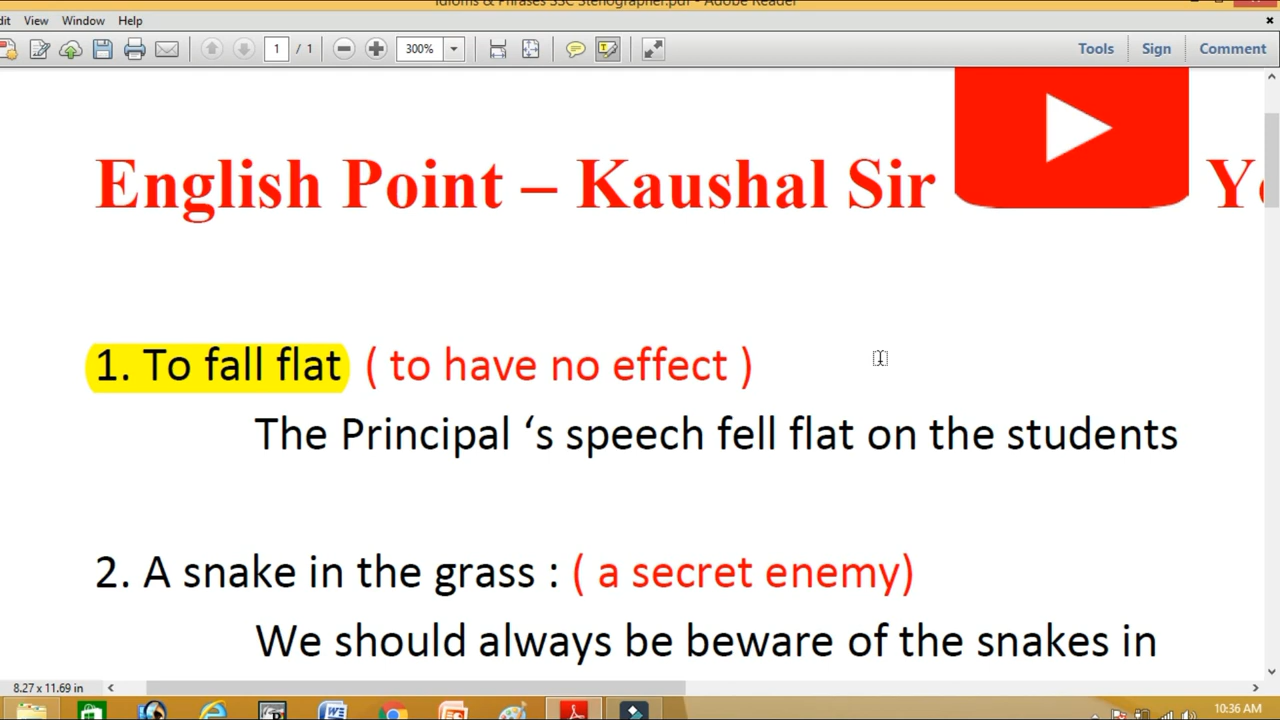 Idioms & Phrases SSC Stenographer.pdf - Adobe Reader
View Window Help
1 / 1 300% Tools Sign Comment
English Point – Kaushal Sir
1. To fall flat ( to have no effect )
The Principal ‘s speech fell flat on the students
2. A snake in the grass : ( a secret enemy)
We should always be beware of the snakes in
8.27 x 11.69 in
10:36 AM